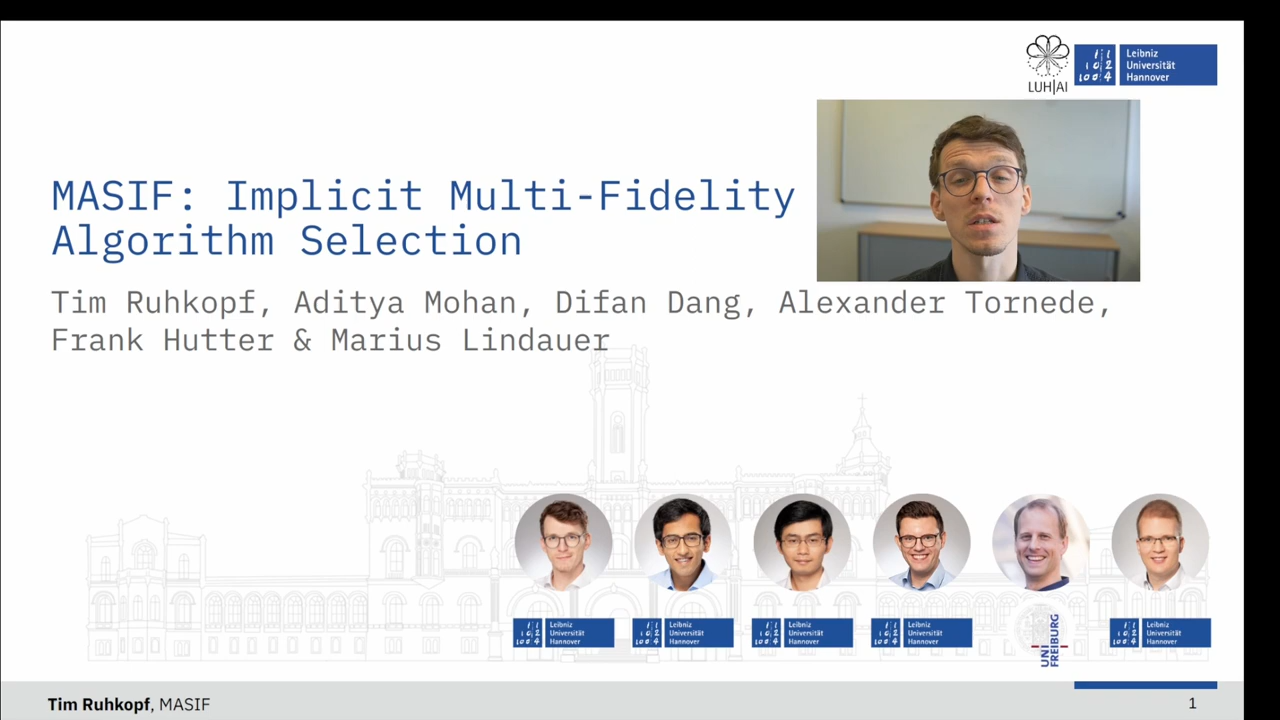 LUH|AI
Leibniz
Universität
Hannover
MASIF: Implicit Multi-Fidelity
Algorithm Selection
Tim Ruhkopf, Aditya Mohan, Difan Dang, Alexander Tornede,
Frank Hutter & Marius Lindauer
Leibniz
Universität
Hannover
Leibniz
Universität
Hannover
Leibniz
Universität
Hannover
Leibniz
Universität
Hannover
UNI
FREIBURG
Leibniz
Universität
Hannover
Tim Ruhkopf, MASIF
1